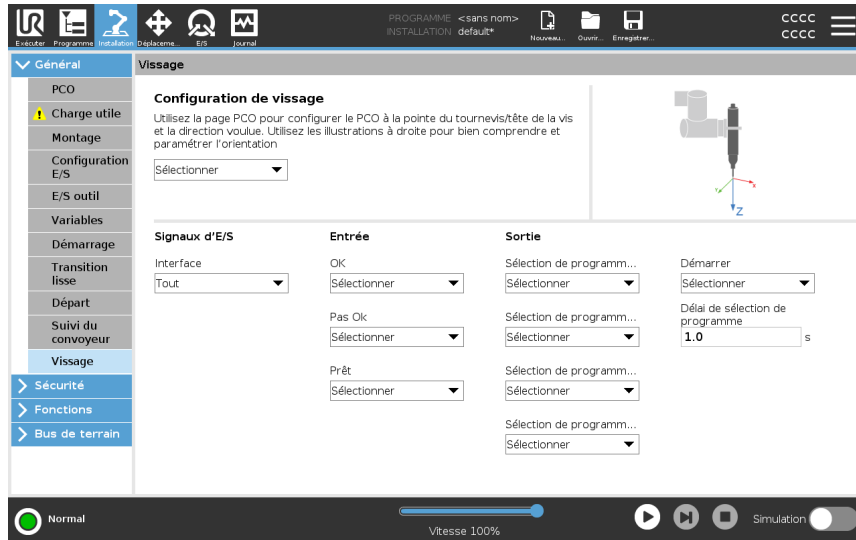 UR
Exécuter
Programme
Installation
Déplaceme...
E/S
Journal
PROGRAMME <sans nom>
INSTALLATION default*
Nouveau...
Ouvrir...
Enregistrer...
CCCC
CCCC
Général
PCO
Charge utile
Montage
Configuration
E/S
E/S outil
Variables
Démarrage
Transition
lisse
Départ
Suivi du
convoyeur
Vissage
Sécurité
Fonctions
Bus de terrain
Vissage
Configuration de vissage
Utilisez la page PCO pour configurer le PCO à la pointe du tournevis/tête de la vis
et la direction voulue. Utilisez les illustrations à droite pour bien comprendre et
paramétrer l'orientation
Sélectionner
Y
X
Z
Signaux d'E/S
Interface
Tout
Entrée
OK
Sélectionner
Pas Ok
Sélectionner
Prêt
Sélectionner
Sortie
Sélection de programm...
Sélectionner
Sélection de programm...
Sélectionner
Sélection de programm...
Sélectionner
Sélection de programm...
Sélectionner
Démarrer
Sélectionner
Délai de sélection de
programme
1.0 s
Normal
Vitesse 100%
Simulation